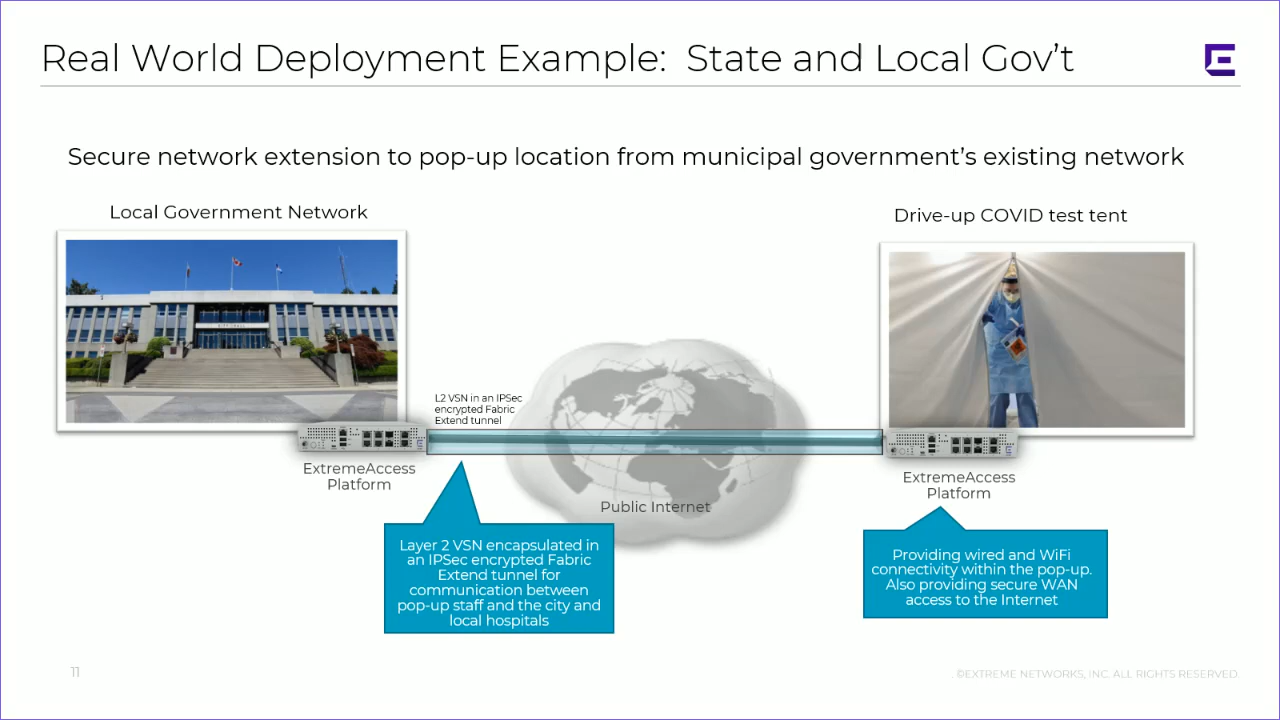 Real World Deployment Example: State and Local Gov't
Secure network extension to pop-up location from municipal government's existing network
Local Government Network
Drive-up COVID test tent
CITY HALL
L2 VSN in an IPSec
encrypted Fabric
Extend tunnel
ExtremeAccess
Platform
ExtremeAccess
Platform
Public Internet
Layer 2 VSN encapsulated in
an IPSec encrypted Fabric
Extend tunnel for
communication between
pop-up staff and the city and
local hospitals
Providing wired and WiFi
connectivity within the pop-up.
Also providing secure WAN
access to the Internet
11
©EXTREME NETWORKS, INC. ALL RIGHTS RESERVED.